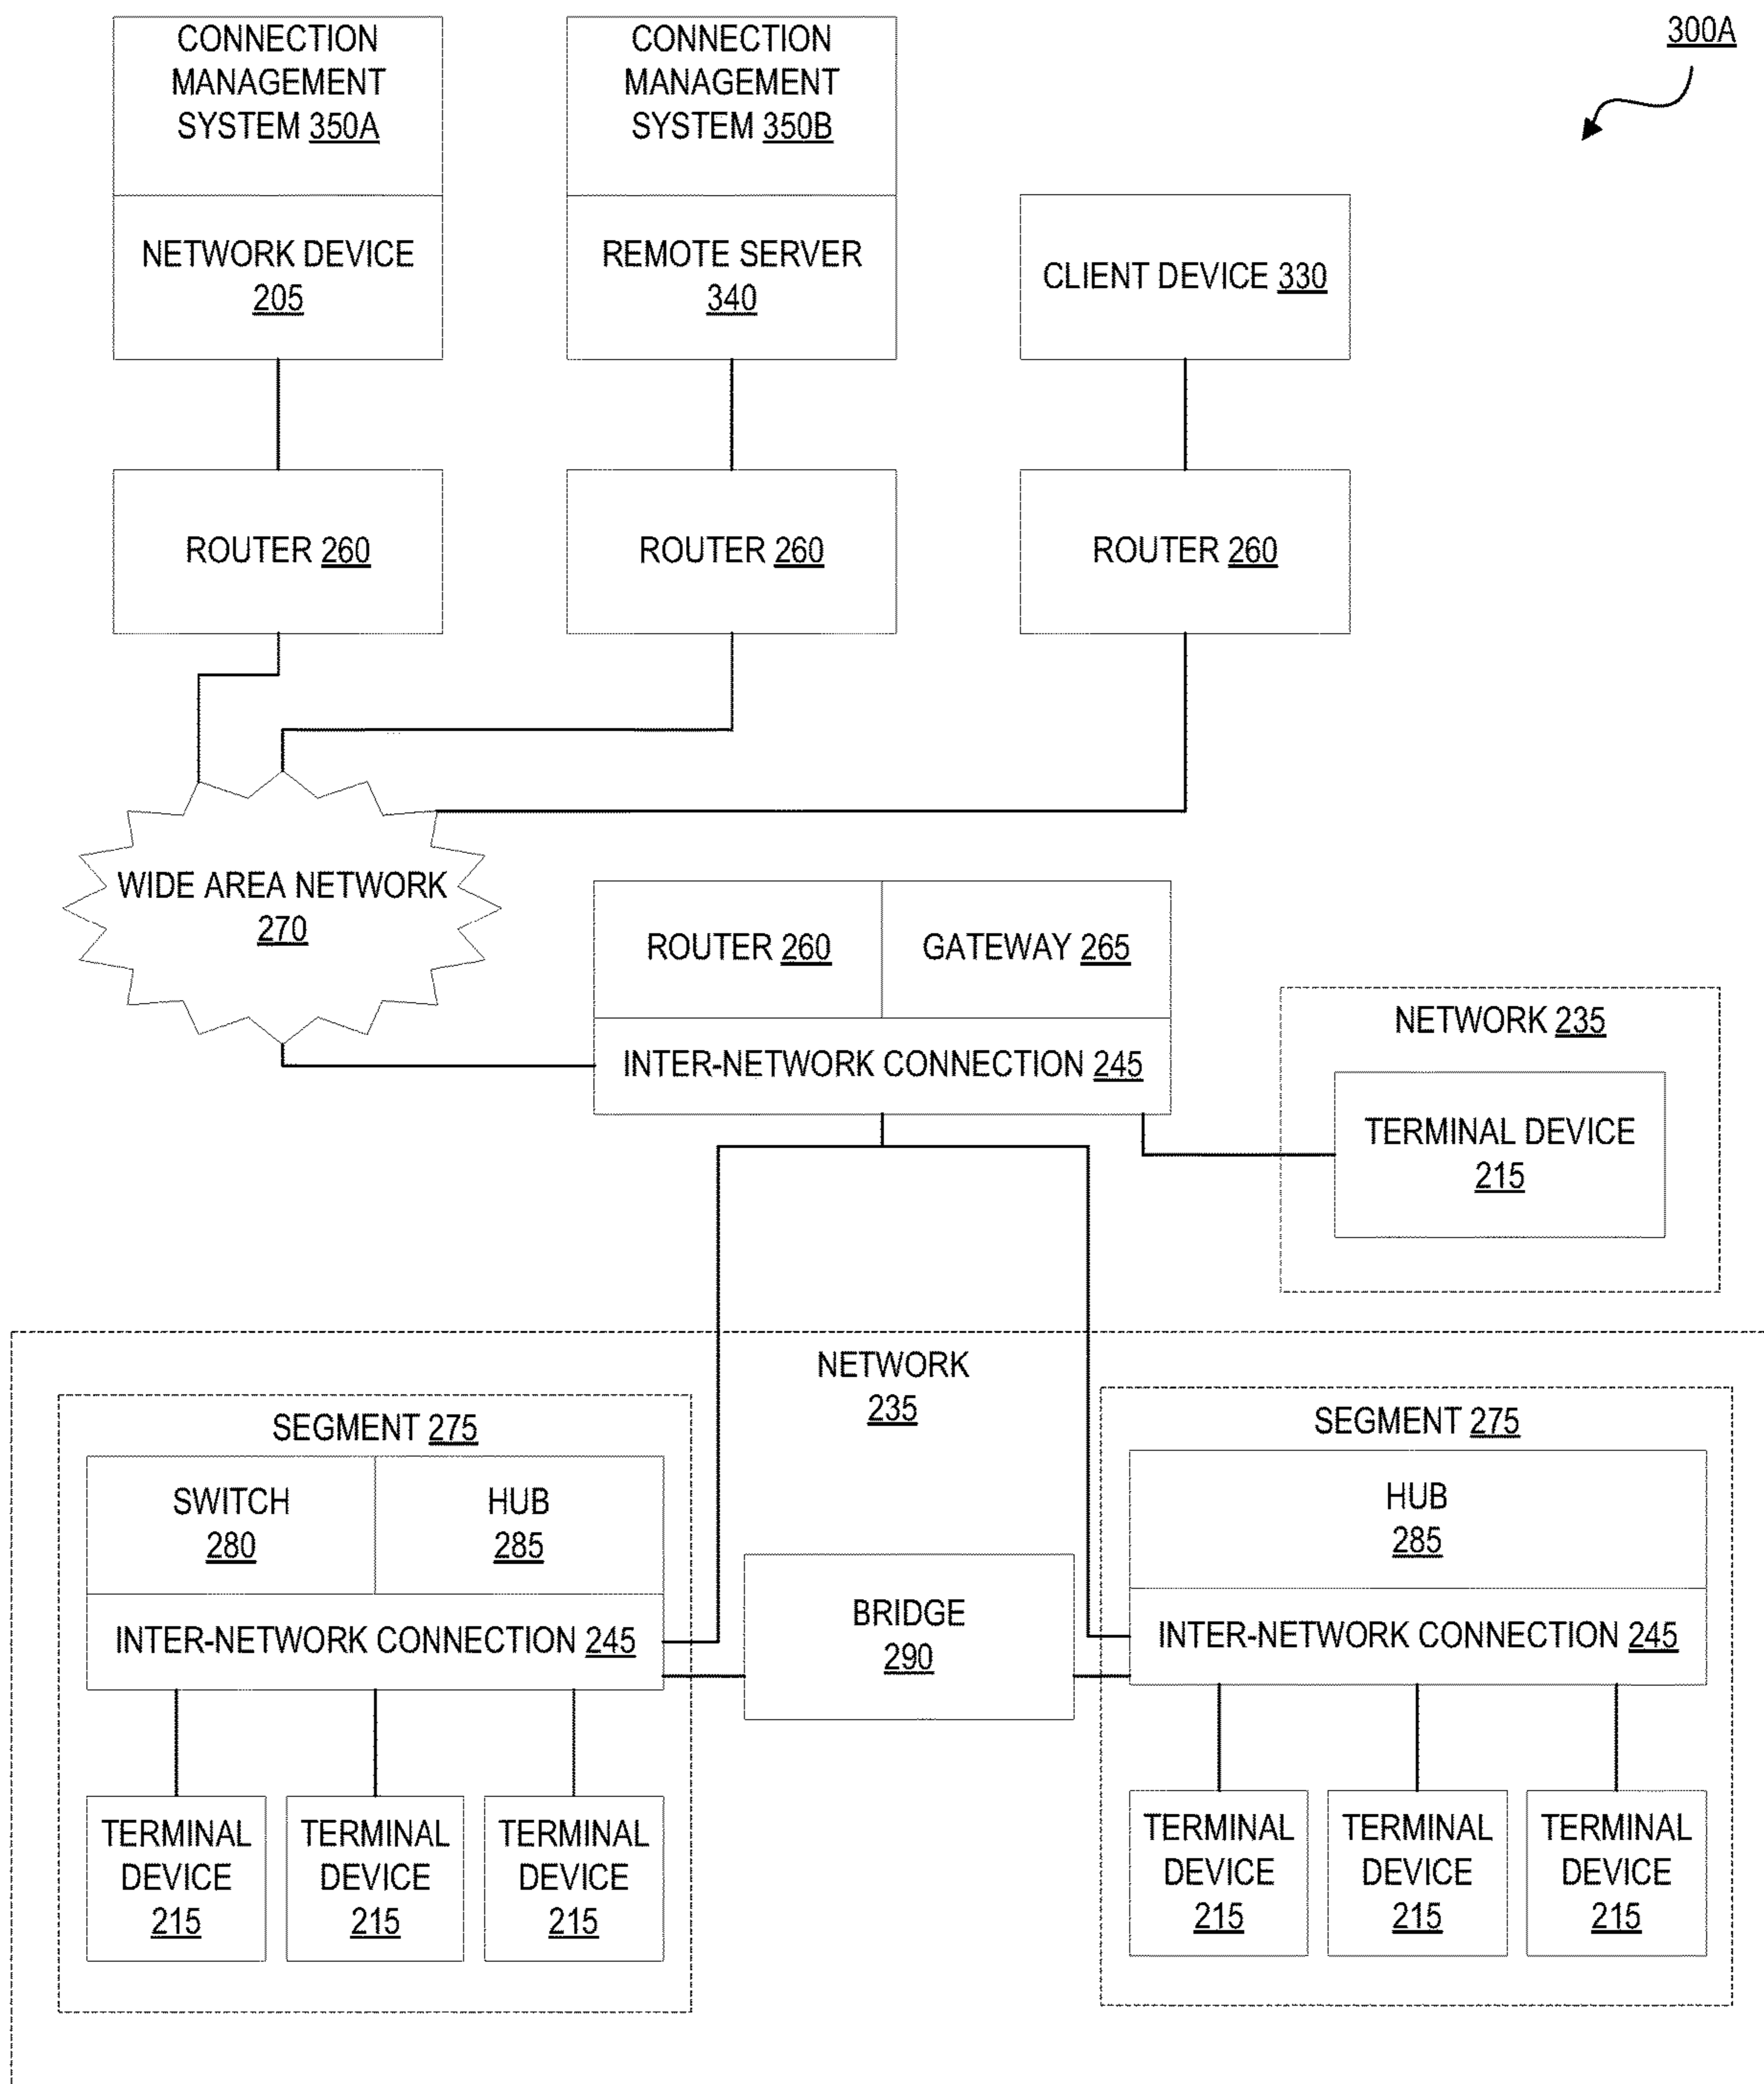 300A
CONNECTION
MANAGEMENT
SYSTEM 350A
NETWORK DEVICE
205
CONNECTION
MANAGEMENT
SYSTEM 350B
REMOTE SERVER
340
CLIENT DEVICE 330
ROUTER 260
ROUTER 260
ROUTER 260
WIDE AREA NETWORK
270
ROUTER 260
GATEWAY 265
INTER-NETWORK CONNECTION 245
NETWORK 235
TERMINAL DEVICE
215
NETWORK
235
SEGMENT 275
SWITCH
280
HUB
285
INTER-NETWORK CONNECTION 245
TERMINAL
DEVICE
215
TERMINAL
DEVICE
215
TERMINAL
DEVICE
215
BRIDGE
290
SEGMENT 275
HUB
285
INTER-NETWORK CONNECTION 245
TERMINAL
DEVICE
215
TERMINAL
DEVICE
215
TERMINAL
DEVICE
215